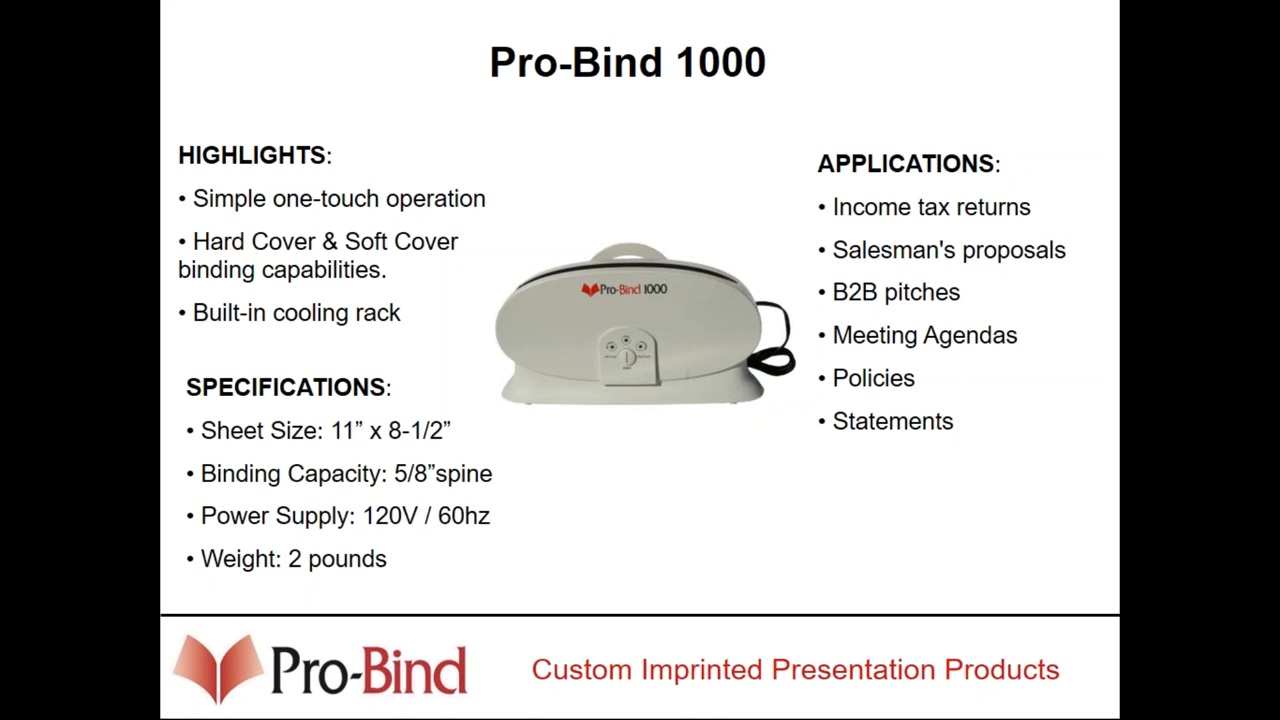 Pro-Bind 1000
HIGHLIGHTS:
• Simple one-touch operation
• Hard Cover & Soft Cover
binding capabilities.
• Built-in cooling rack
SPECIFICATIONS:
• Sheet Size: 11” x 8-1/2”
• Binding Capacity: 5/8”spine
• Power Supply: 120V / 60hz
• Weight: 2 pounds
Pro-Bind 1000
APPLICATIONS:
• Income tax returns
• Salesman's proposals
• B2B pitches
• Meeting Agendas
• Policies
• Statements
Pro-Bind
Custom Imprinted Presentation Products